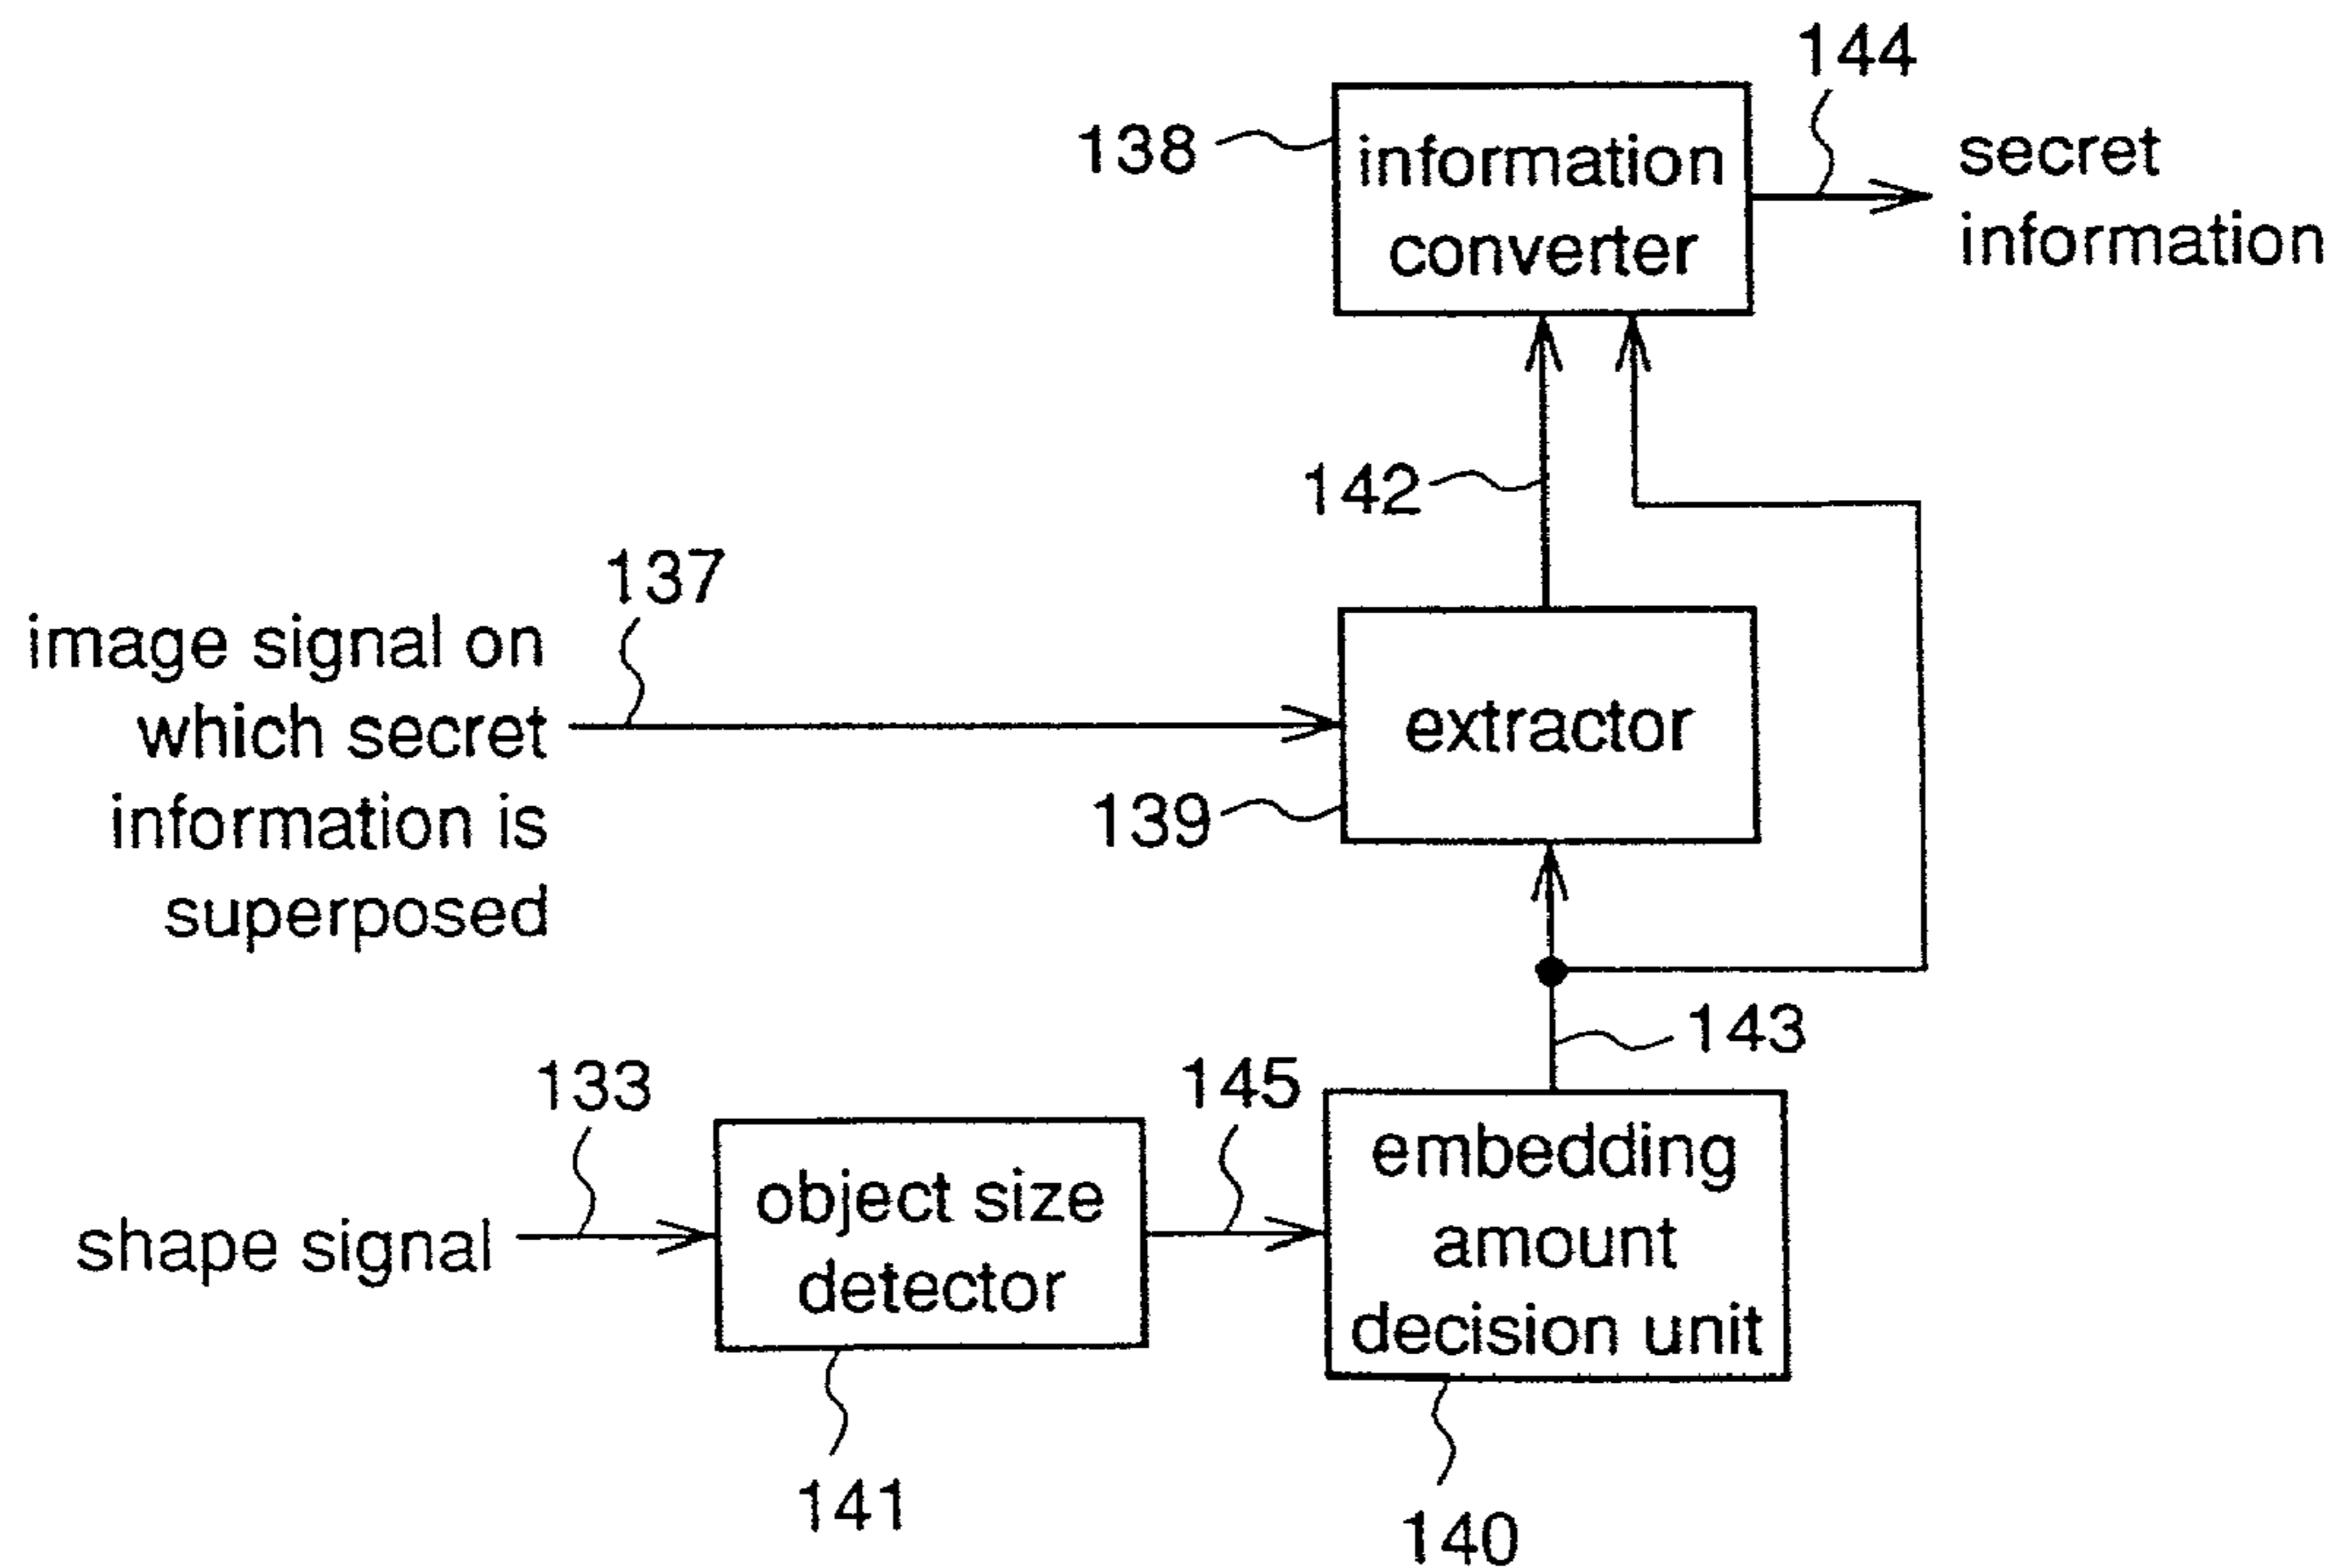 144
138
information
converter
secret
information
142
137
image signal on
which secret
information is
superposed
extractor
139
143
133
145
shape signal
object size
detector
embedding
amount
decision unit
141
140